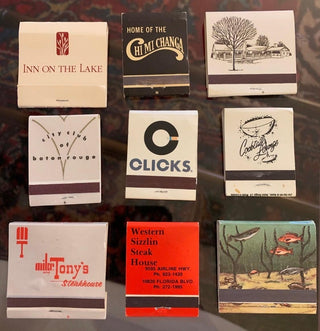 INN ON THE LAKE
HOME OF THE
CHIMI CHANGA
city club
of
baton rouge
C
CLICKS.
Cocktail
Lounge
mike and
Tony's
Steakhouse
Western
Sizzlin
Steak
House